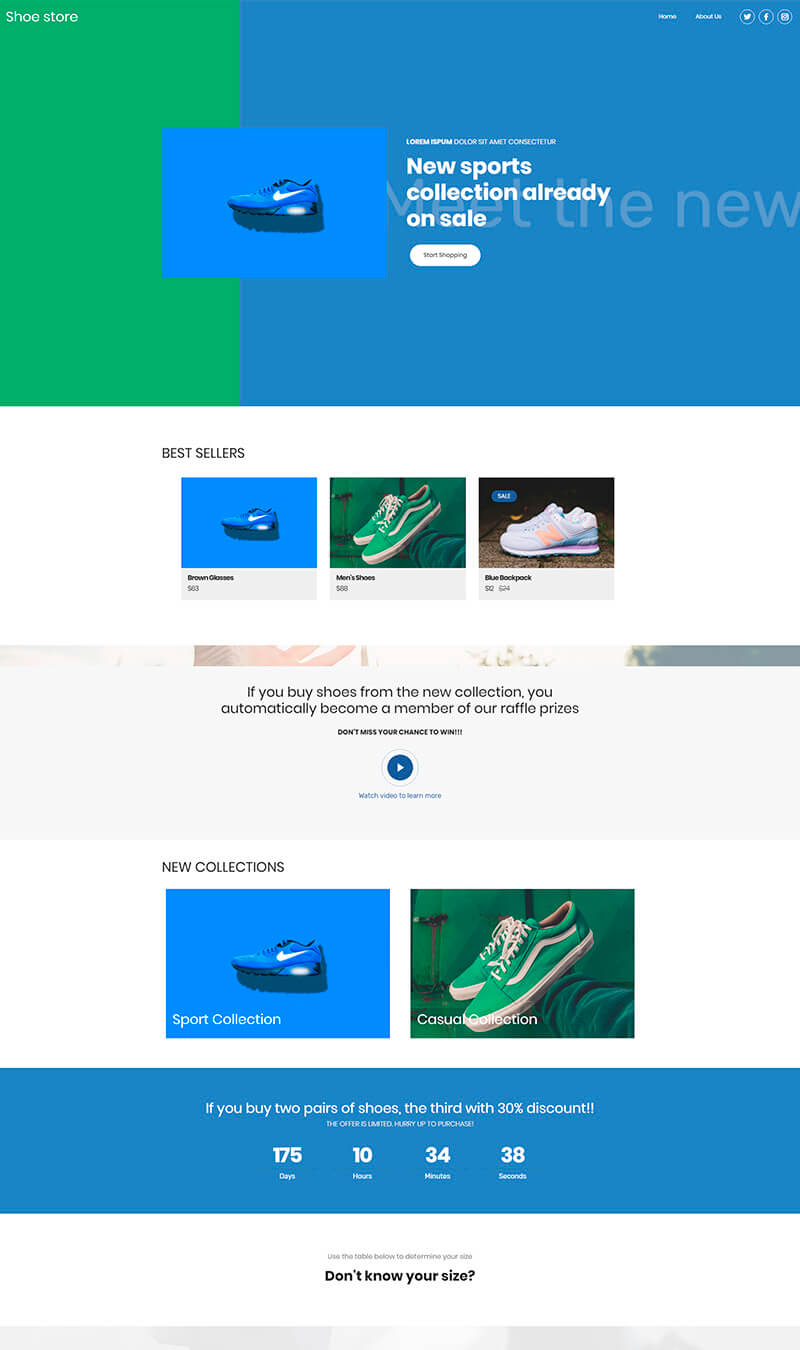 Shoe store
Home
About Us
LOREM ISPUM DOLOR SIT AMET CONSECTETUR
New sports
collection already
on sale
Meet the new
Start Shopping
BEST SELLERS
SALE
Brown Glasses
$63
Men's Shoes
$88
Blue Backpack
$12 $24
If you buy shoes from the new collection, you
automatically become a member of our raffle prizes
DON'T MISS YOUR CHANCE TO WIN!!!
Watch video to learn more
NEW COLLECTIONS
Sport Collection
Casual Collection
If you buy two pairs of shoes, the third with 30% discount!!
THE OFFER IS LIMITED. HURRY UP TO PURCHASE!
175 10 34 38
Days Hours Minutes Seconds
Use the table below to determine your size
Don't know your size?